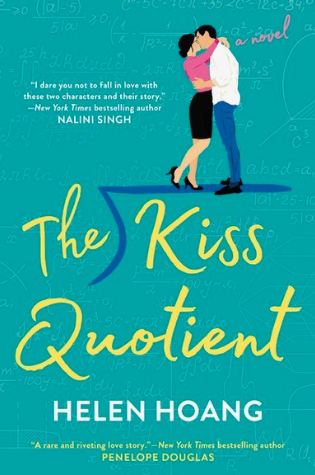 a novel
"I dare you not to fall in love with
these two characters and their story."
—New York Times bestselling author
NALINI SINGH
The Kiss
Quotient
HELEN HOANG
"A rare and riveting love story."—New York Times bestselling author
PENELOPE DOUGLAS